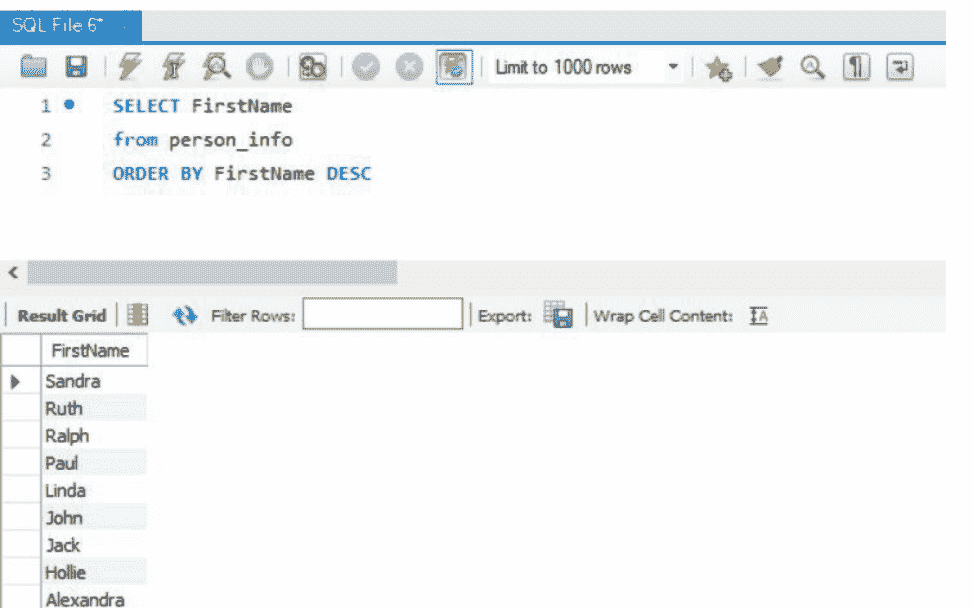 SQL File 6*
Limit to 1000 rows
1 SELECT FirstName
2 from person_info
3 ORDER BY FirstName DESC
Result Grid Filter Rows: Export: Wrap Cell Content: IA
FirstName
Sandra
Ruth
Ralph
Paul
Linda
John
Jack
Hollie
Alexandra